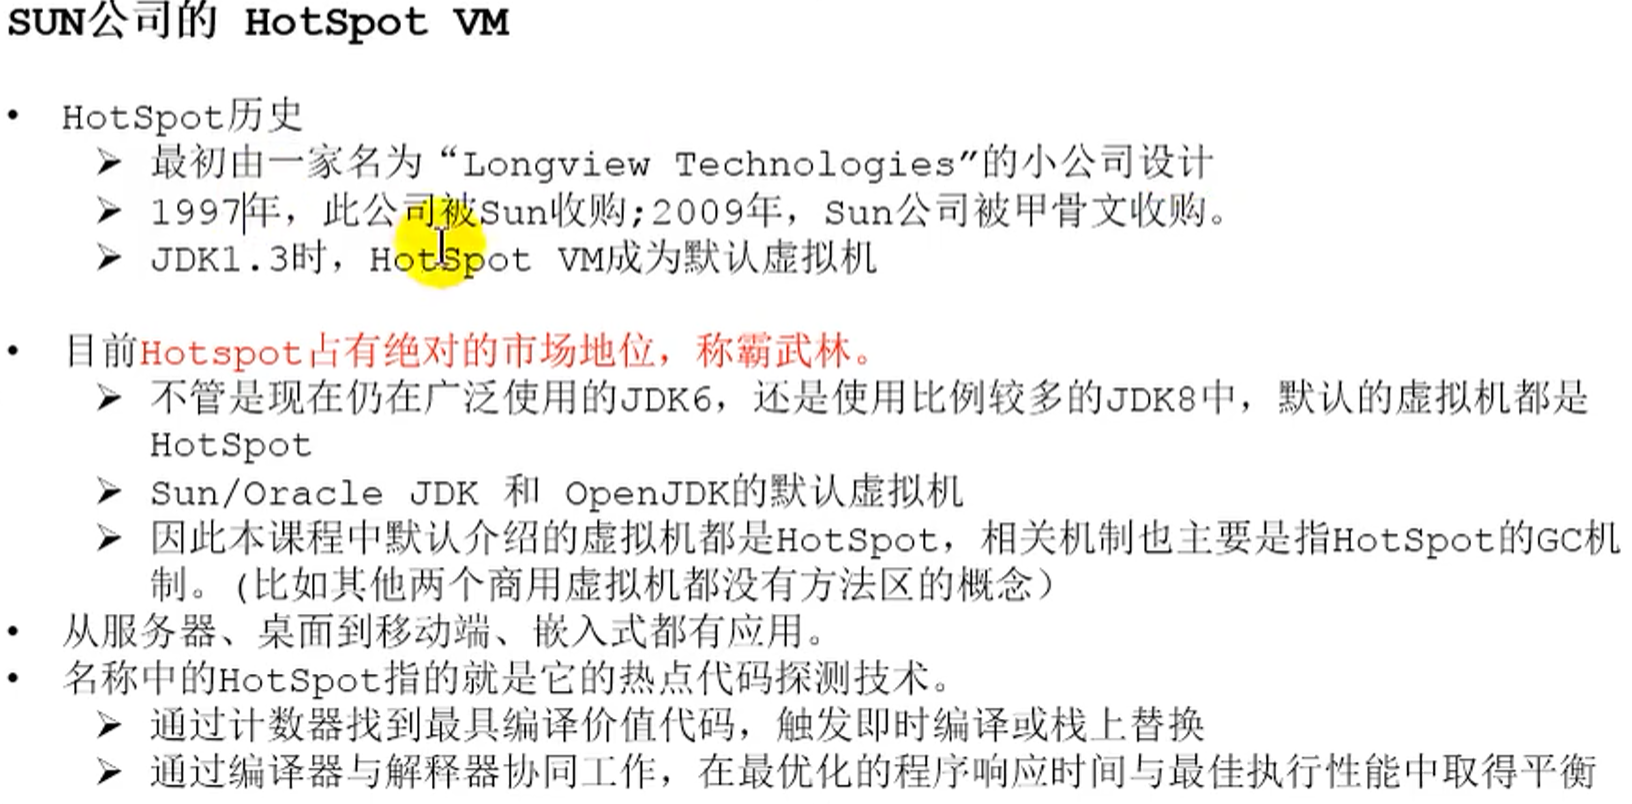 SUN公司的 HotSpot VM
• HotSpot历史
➢ 最初由一家名为“Longview Technologies”的小公司设计
➢ 1997年，此公司被Sun收购;2009年，Sun公司被甲骨文收购。
➢ JDK1.3时，HotSpot VM成为默认虚拟机
• 目前Hotspot占有绝对的市场地位，称霸武林。
➢ 不管是现在仍在广泛使用的JDK6，还是使用比例较多的JDK8中，默认的虚拟机都是
HotSpot
➢ Sun/Oracle JDK 和 OpenJDK的默认虚拟机
➢ 因此本课程中默认介绍的虚拟机都是HotSpot，相关机制也主要是指HotSpot的GC机
制。(比如其他两个商用虚拟机都没有方法区的概念）
• 从服务器、桌面到移动端、嵌入式都有应用。
• 名称中的HotSpot指的就是它的热点代码探测技术。
➢ 通过计数器找到最具编译价值代码，触发即时编译或栈上替换
➢ 通过编译器与解释器协同工作，在最优化的程序响应时间与最佳执行性能中取得平衡